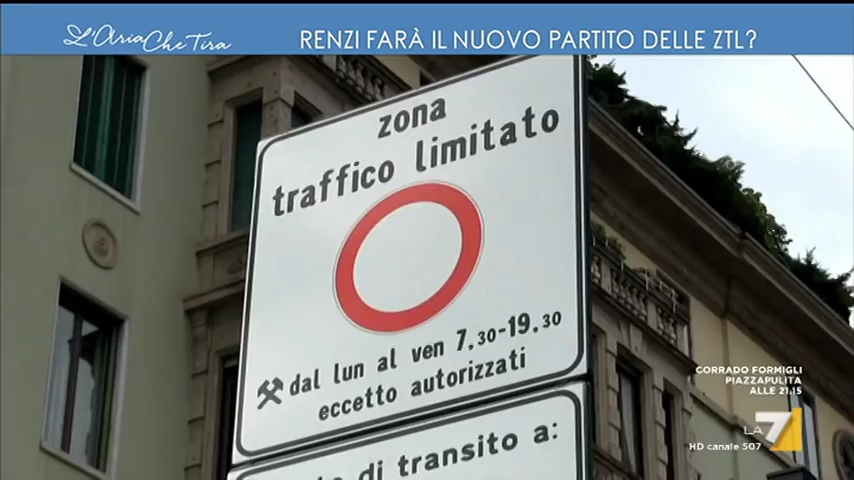 L'Aria Che Tira
RENZI FARÀ IL NUOVO PARTITO DELLE ZTL?
zona
traffico limitato
dal lun al ven 7.30-19.30
eccetto autorizzati
di transito a:
CORRADO FORMIGLI
PIAZZAPULITA
ALLE 21.15
LA7
HD canale 507